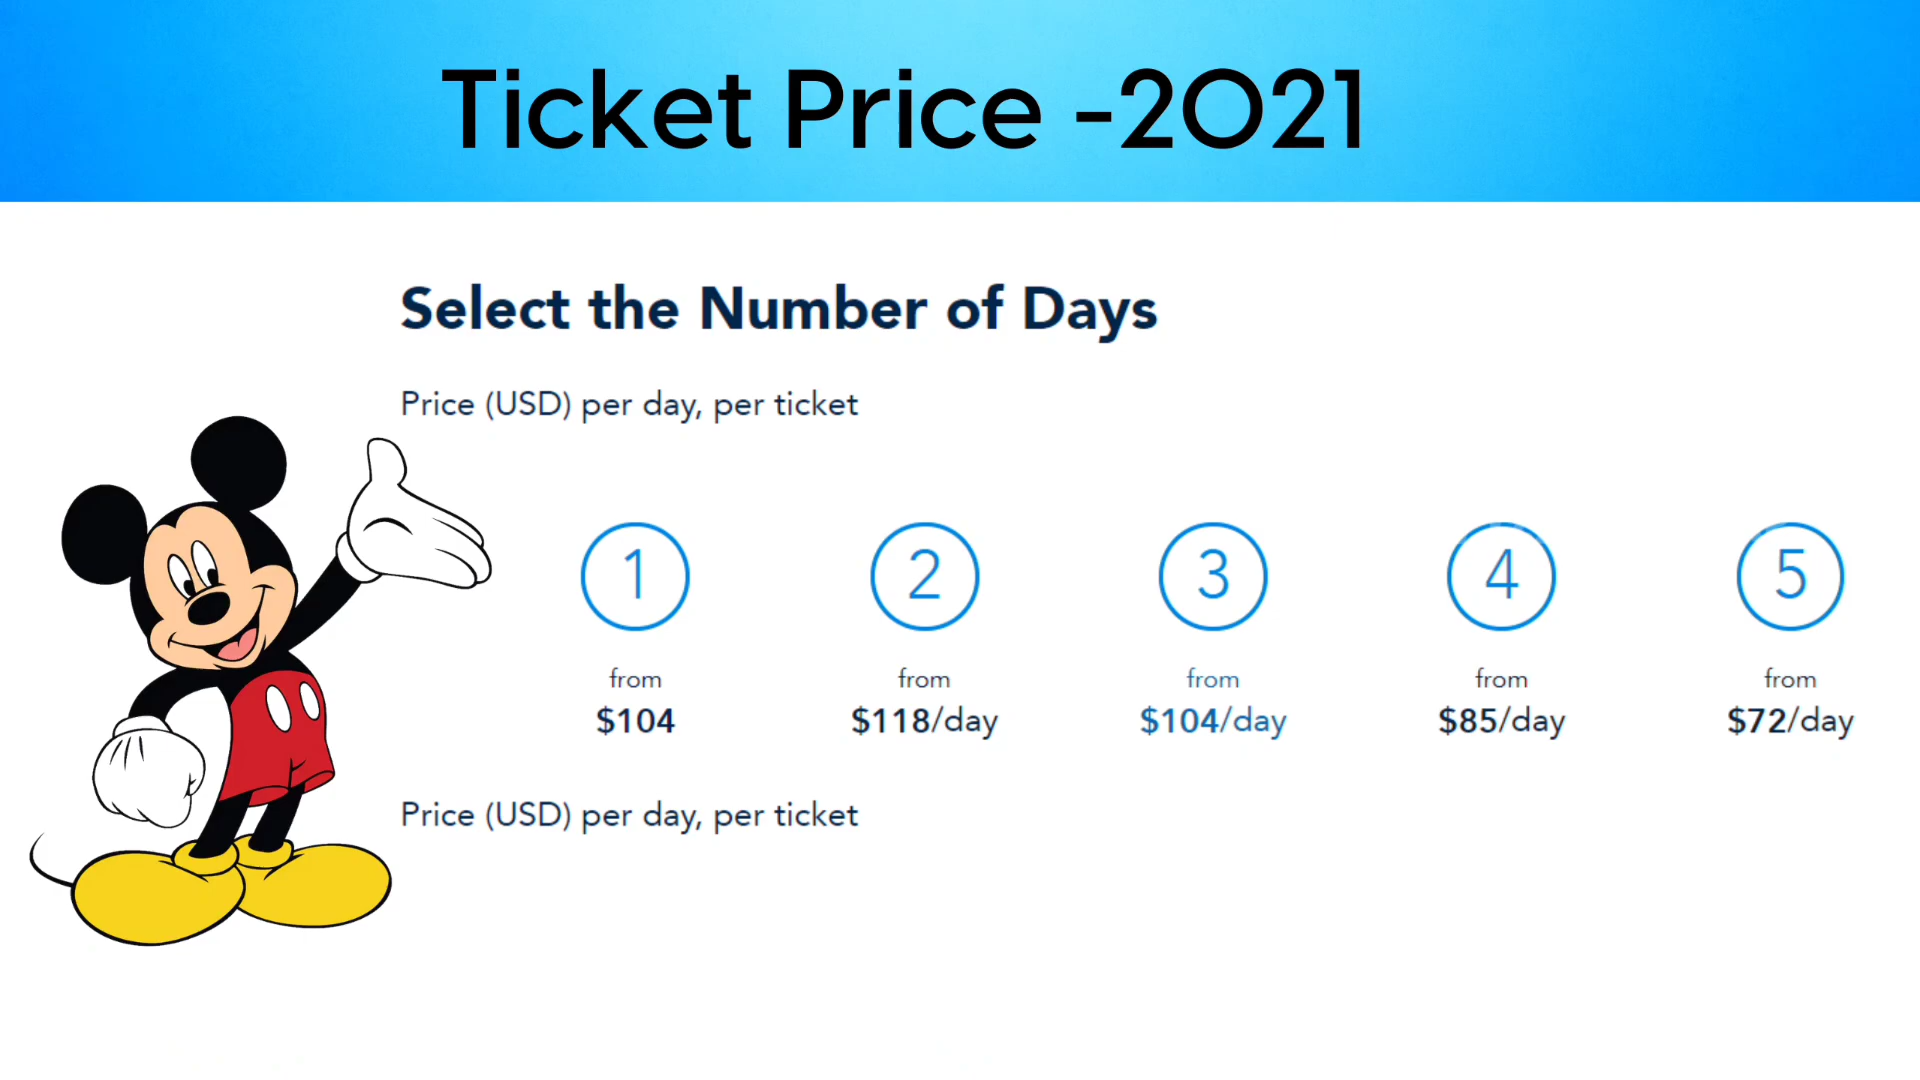 Ticket Price -2021
Select the Number of Days
Price (USD) per day, per ticket
1 2 3 4 5
from from from from from
$104 $118/day $104/day $85/day $72/day
Price (USD) per day, per ticket